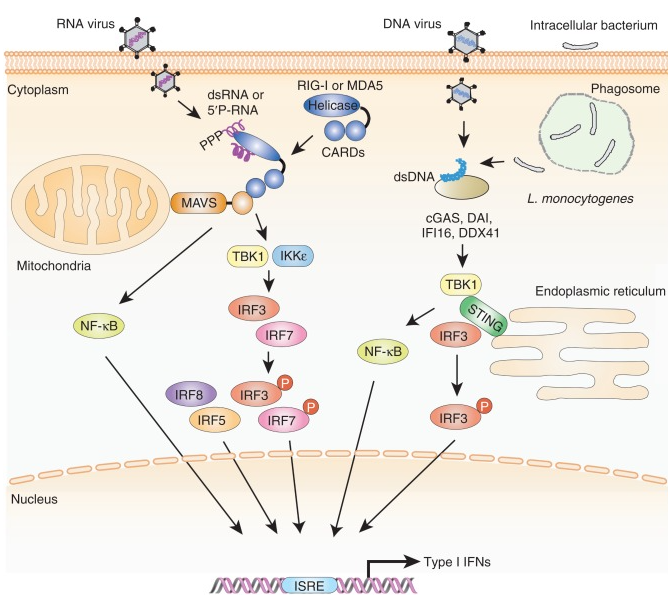 RNA virus
DNA virus
Intracellular bacterium
Cytoplasm
dsRNA or
5′P-RNA
PPP
RIG-I or MDA5
Helicase
CARDs
Phagosome
dsDNA
L. monocytogenes
MAVS
cGAS, DAI,
IFI16, DDX41
Mitochondria
TBK1
IKKε
TBK1
STING
Endoplasmic reticulum
IRF3
IRF7
NF-κB
IRF3
NF-κB
IRF8
IRF3
P
IRF5
IRF7
P
IRF3
P
Nucleus
Type I IFNs
ISRE